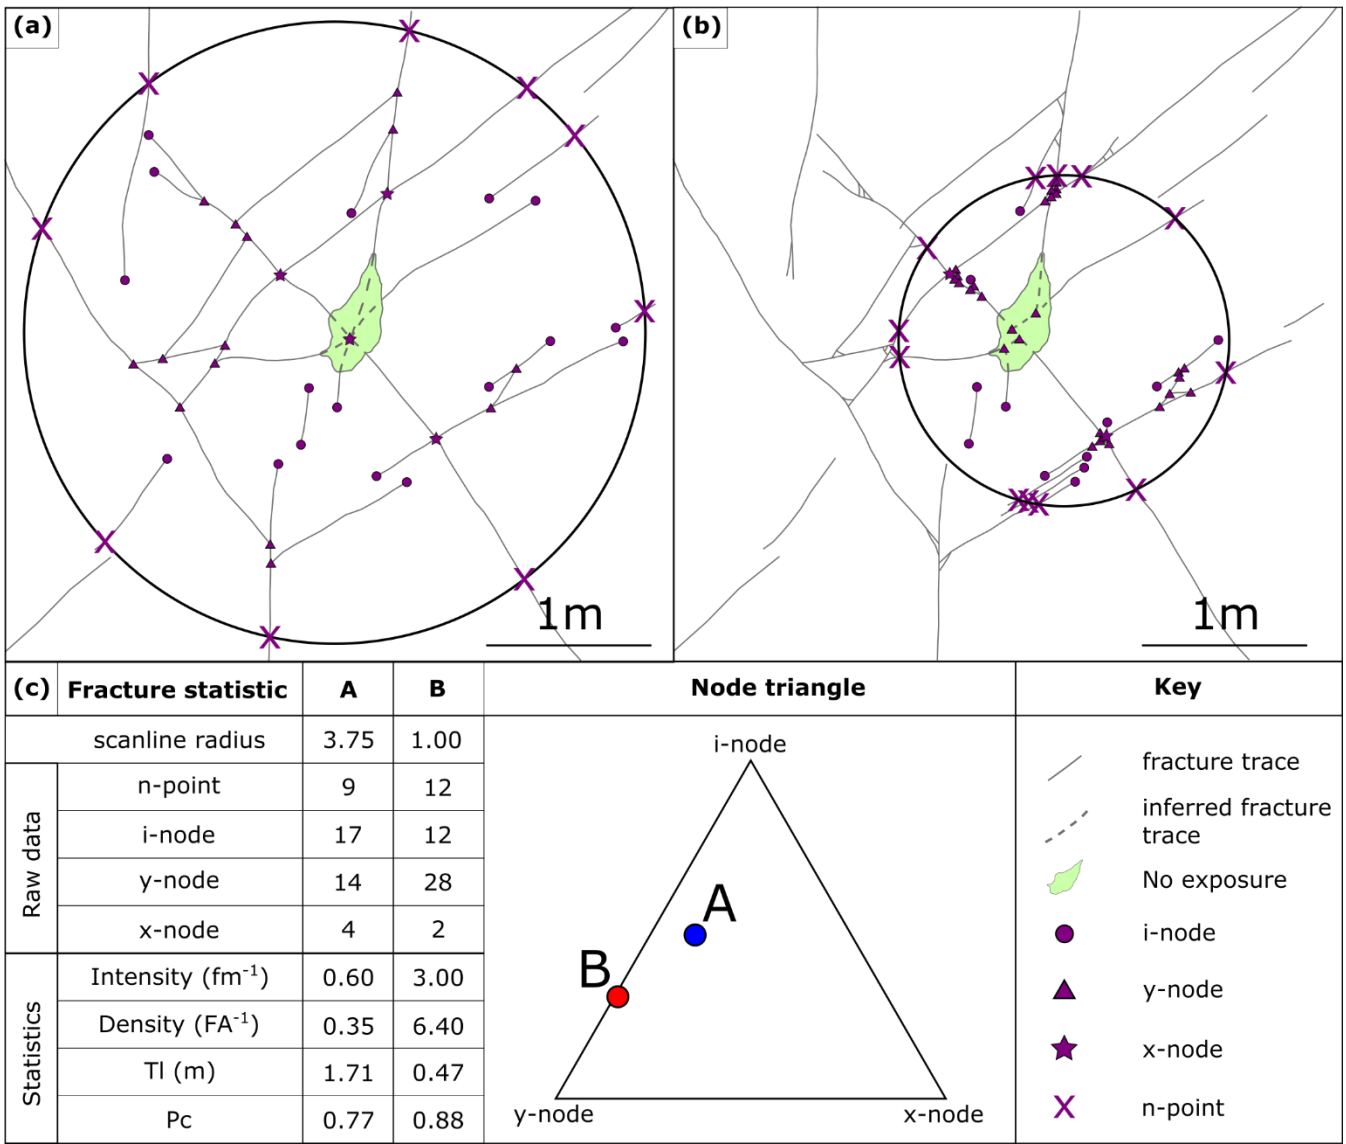 (a)
(b)
1m
1m
(c) Fracture statistic A B
Node triangle
Key
scanline radius 3.75 1.00
Raw data
n-point 9 12
i-node 17 12
y-node 14 28
x-node 4 2
Statistics
Intensity (fm⁻¹) 0.60 3.00
Density (FA⁻¹) 0.35 6.40
Tl (m) 1.71 0.47
Pc 0.77 0.88
i-node
A
B
y-node
x-node
fracture trace
inferred fracture
trace
No exposure
i-node
y-node
x-node
n-point